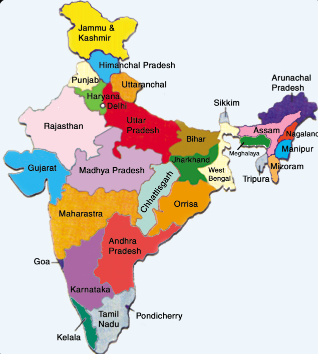 Jammu &
Kashmir
Himanchal Pradesh
Punjab
Uttaranchal
Haryana
Delhi
Arunachal
Pradesh
Sikkim
Rajasthan
Uttar
Pradesh
Assam
Nagaland
Bihar
Meghalaya
Manipur
Jharkhand
Gujarat
Madhya Pradesh
West
Bengal
Tripura
Mizoram
Chhattisgath
Maharastra
Orrisa
Andhra
Pradesh
Goa
Karnataka
Tamil
Nadu
Pondicherry
Kelala